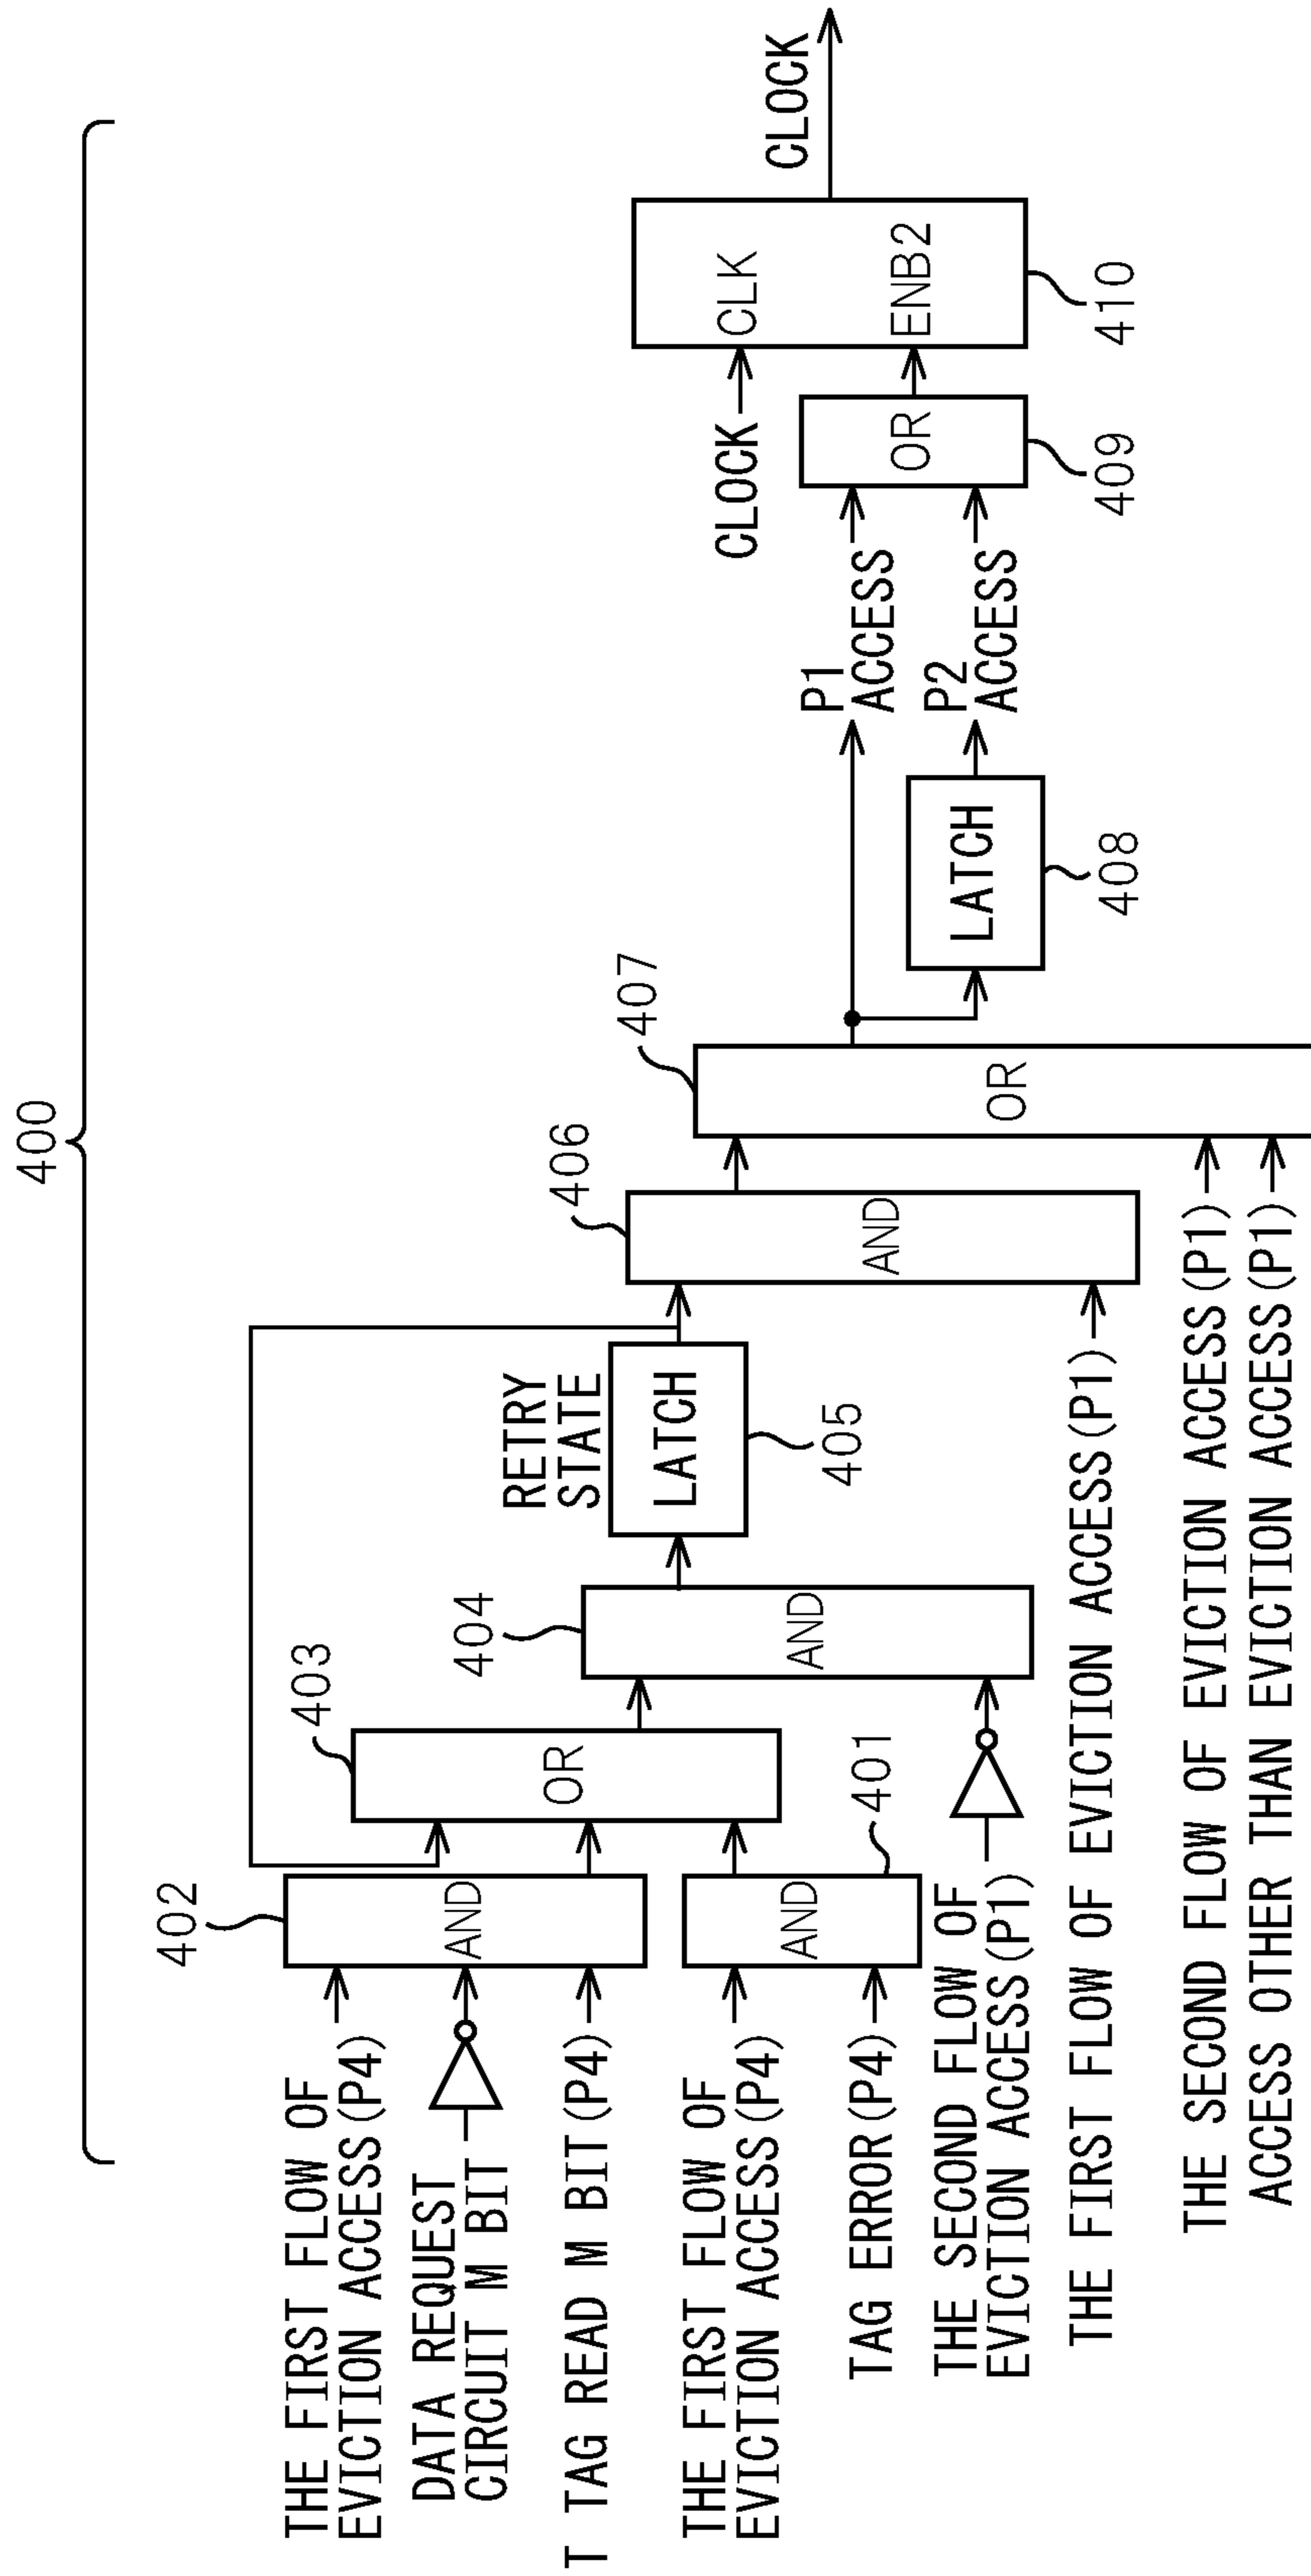 400
THE FIRST FLOW OF
EVICTION ACCESS(P4)
DATA REQUEST
CIRCUIT M BIT
T TAG READ M BIT(P4)
THE FIRST FLOW OF
EVICTION ACCESS(P4)
TAG ERROR(P4)
THE SECOND FLOW OF
EVICTION ACCESS(P1)
THE FIRST FLOW OF EVICTION ACCESS(P1)
THE SECOND FLOW OF EVICTION ACCESS(P1)
ACCESS OTHER THAN EVICTION ACCESS(P1)
402
AND
AND
401
403
OR
404
AND
RETRY
STATE
LATCH
405
406
AND
407
OR
LATCH
408
P1
ACCESS
P2
ACCESS
CLOCK
OR
409
CLK
ENB2
410
CLOCK